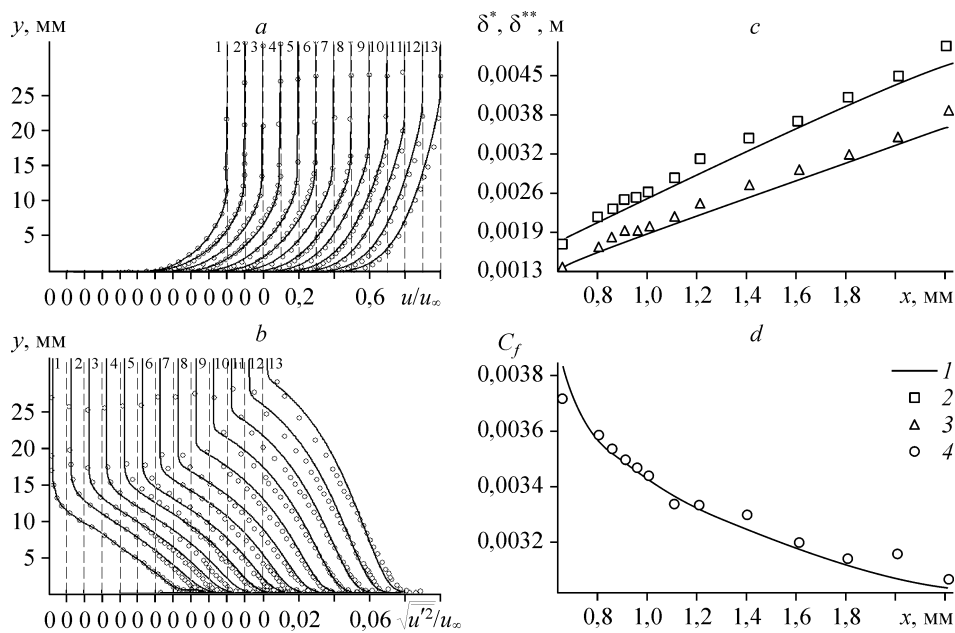 y, мм
a
1 2 3 4 5 6 7 8 9 10 11 12 13
25
20
15
10
5
0 0 0 0 0 0 0 0 0 0 0 0 0 0,2 0,6 u/u∞
δ*, δ**, м
c
0,0045
0,0038
0,0032
0,0026
0,0019
0,0013
0,8 1,0 1,2 1,4 1,6 1,8 x, мм
y, мм
b
1 2 3 4 5 6 7 8 9 10 11 12 13
25
20
15
10
5
0 0 0 0 0 0 0 0 0 0 0 0 0 0,02 0,06 √u'²/u∞
C_f
d
0,0038
0,0036
0,0034
0,0032
1
2
3
4
0,8 1,0 1,2 1,4 1,6 1,8 x, мм